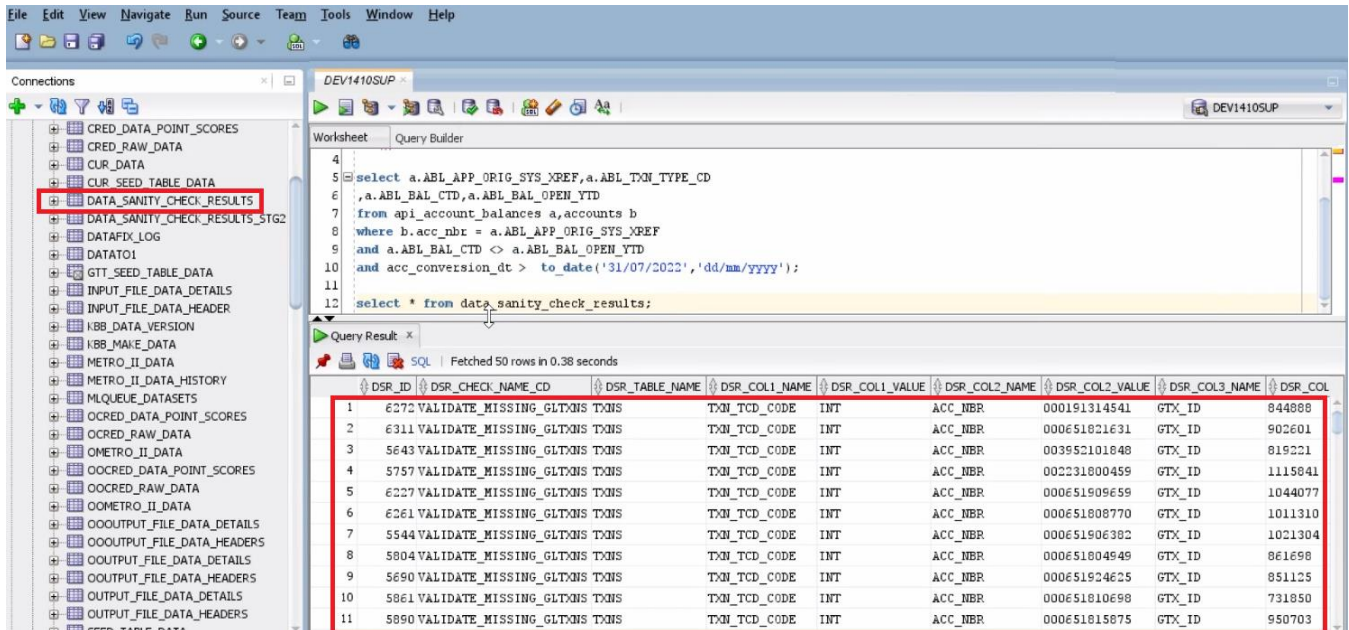 File Edit View Navigate Run Source Team Tools Window Help
Connections
DEV1410SUP
DEV1410SUP
CRED_DATA_POINT_SCORES
CRED_RAW_DATA
CUR_DATA
CUR_SEED_TABLE_DATA
DATA_SANITY_CHECK_RESULTS
DATA_SANITY_CHECK_RESULTS_STG2
DATAFIX_LOG
DATATO1
GTT_SEED_TABLE_DATA
INPUT_FILE_DATA_DETAILS
INPUT_FILE_DATA_HEADER
KBB_DATA_VERSION
KBB_MAKE_DATA
METRO_II_DATA
METRO_II_DATA_HISTORY
MLQUEUE_DATASETS
OCRED_DATA_POINT_SCORES
OCRED_RAW_DATA
OMETRO_II_DATA
OOCRED_DATA_POINT_SCORES
OOCRED_RAW_DATA
OOMETRO_II_DATA
OOOUTPUT_FILE_DATA_DETAILS
OOOUTPUT_FILE_DATA_HEADERS
OOUTPUT_FILE_DATA_DETAILS
OOUTPUT_FILE_DATA_HEADERS
OUTPUT_FILE_DATA_DETAILS
OUTPUT_FILE_DATA_HEADERS
Worksheet Query Builder
4
5 select a.ABL_APP_ORIG_SYS_XREF,a.ABL_TXN_TYPE_CD
6 ,a.ABL_BAL_CTD,a.ABL_BAL_OPEN_YTD
7 from api_account_balances a,accounts b
8 where b.acc_nbr = a.ABL_APP_ORIG_SYS_XREF
9 and a.ABL_BAL_CTD <> a.ABL_BAL_OPEN_YTD
10 and acc_conversion_dt > to_date('31/07/2022','dd/mm/yyyy');
11
12 select * from data_sanity_check_results;
Query Result x
SQL | Fetched 50 rows in 0.38 seconds
DSR_ID DSR_CHECK_NAME_CD DSR_TABLE_NAME DSR_COL1_NAME DSR_COL1_VALUE DSR_COL2_NAME DSR_COL2_VALUE DSR_COL3_NAME DSR_COL
1 6272 VALIDATE_MISSING_GLTXNS TXNS TXN_TCD_CODE INT ACC_NBR 000191314541 GTX_ID 844888
2 6311 VALIDATE_MISSING_GLTXNS TXNS TXN_TCD_CODE INT ACC_NBR 000651821631 GTX_ID 902601
3 5643 VALIDATE_MISSING_GLTXNS TXNS TXN_TCD_CODE INT ACC_NBR 003952101848 GTX_ID 819221
4 5757 VALIDATE_MISSING_GLTXNS TXNS TXN_TCD_CODE INT ACC_NBR 002231800459 GTX_ID 1115841
5 6227 VALIDATE_MISSING_GLTXNS TXNS TXN_TCD_CODE INT ACC_NBR 000651909659 GTX_ID 1044077
6 6261 VALIDATE_MISSING_GLTXNS TXNS TXN_TCD_CODE INT ACC_NBR 000651808770 GTX_ID 1011310
7 5544 VALIDATE_MISSING_GLTXNS TXNS TXN_TCD_CODE INT ACC_NBR 000651906382 GTX_ID 1021304
8 5804 VALIDATE_MISSING_GLTXNS TXNS TXN_TCD_CODE INT ACC_NBR 000651804949 GTX_ID 861698
9 5690 VALIDATE_MISSING_GLTXNS TXNS TXN_TCD_CODE INT ACC_NBR 000651924625 GTX_ID 851125
10 5861 VALIDATE_MISSING_GLTXNS TXNS TXN_TCD_CODE INT ACC_NBR 000651810698 GTX_ID 731850
11 5890 VALIDATE_MISSING_GLTXNS TXNS TXN_TCD_CODE INT ACC_NBR 000651815875 GTX_ID 950703